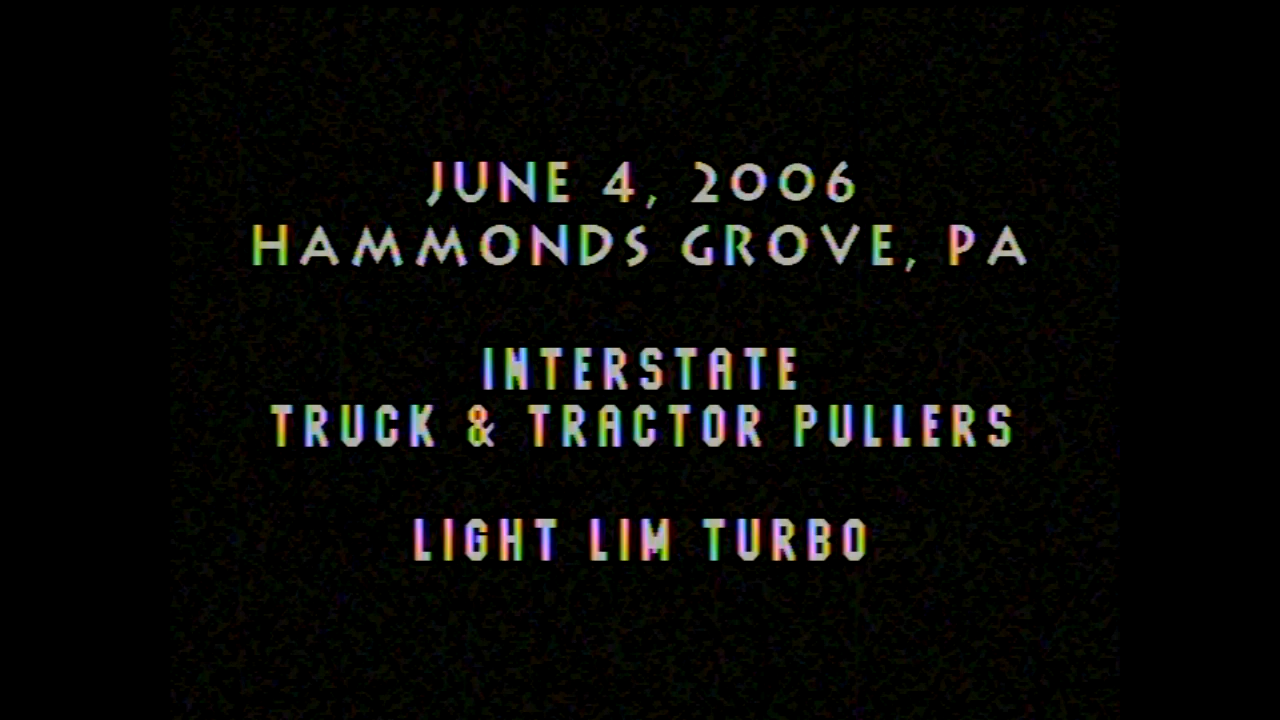 JUNE 4, 2006
HAMMONDS GROVE, PA
INTERSTATE
TRUCK & TRACTOR PULLERS
LIGHT LIM TURBO